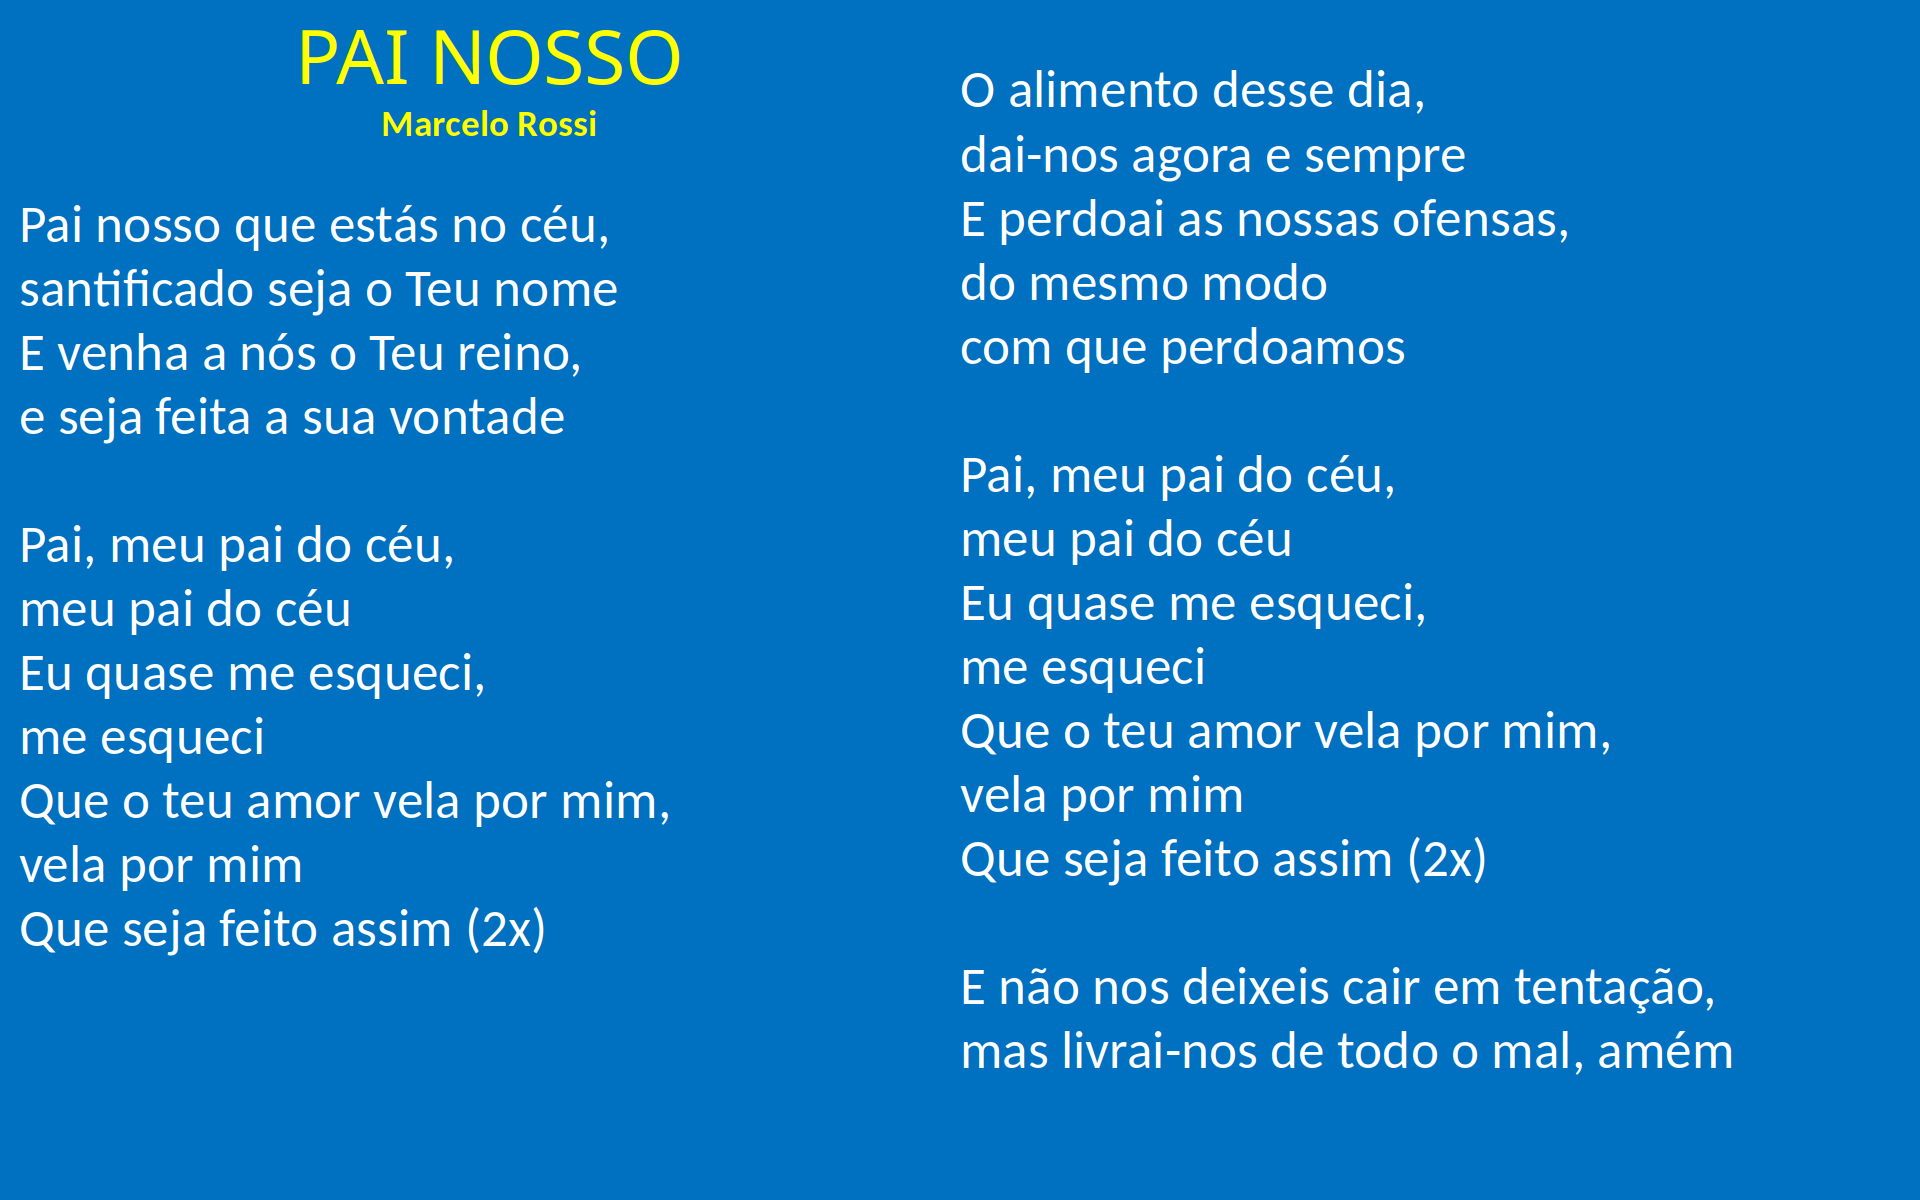 PAI NOSSO
Marcelo Rossi
Pai nosso que estás no céu,
santificado seja o Teu nome
E venha a nós o Teu reino,
e seja feita a sua vontade
Pai, meu pai do céu,
meu pai do céu
Eu quase me esqueci,
me esqueci
Que o teu amor vela por mim,
vela por mim
Que seja feito assim (2x)
O alimento desse dia,
dai-nos agora e sempre
E perdoai as nossas ofensas,
do mesmo modo
com que perdoamos
Pai, meu pai do céu,
meu pai do céu
Eu quase me esqueci,
me esqueci
Que o teu amor vela por mim,
vela por mim
Que seja feito assim (2x)
E não nos deixeis cair em tentação,
mas livrai-nos de todo o mal, amém